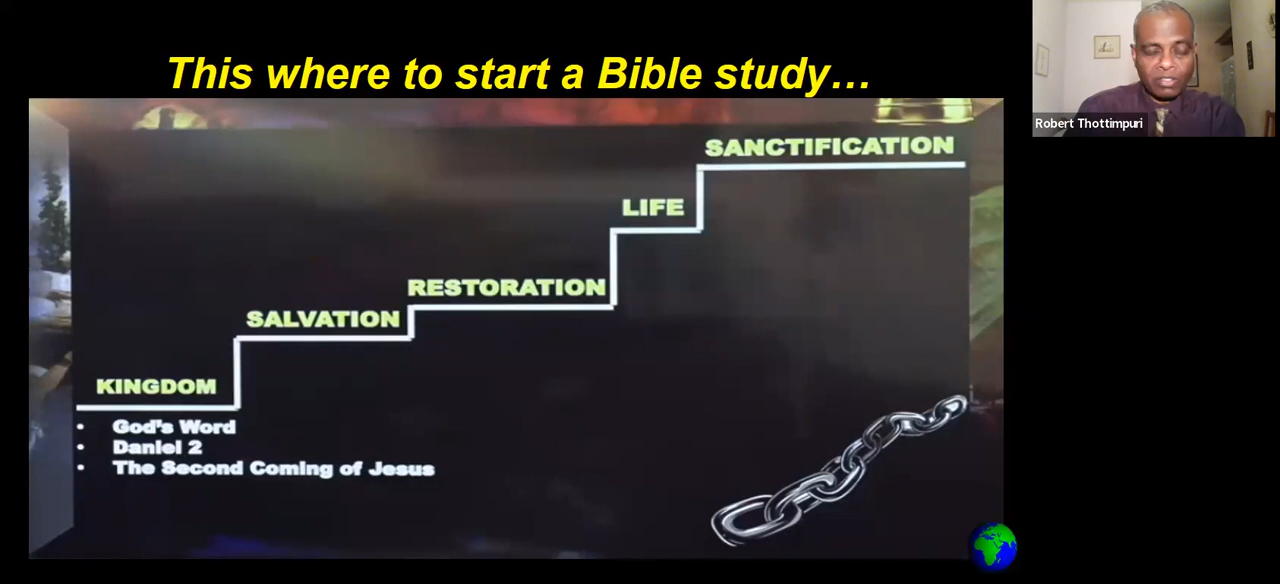 This where to start a Bible study…
Robert Thottimpuri
SANCTIFICATION
LIFE
RESTORATION
SALVATION
KINGDOM
• God's Word
• Daniel 2
• The Second Coming of Jesus